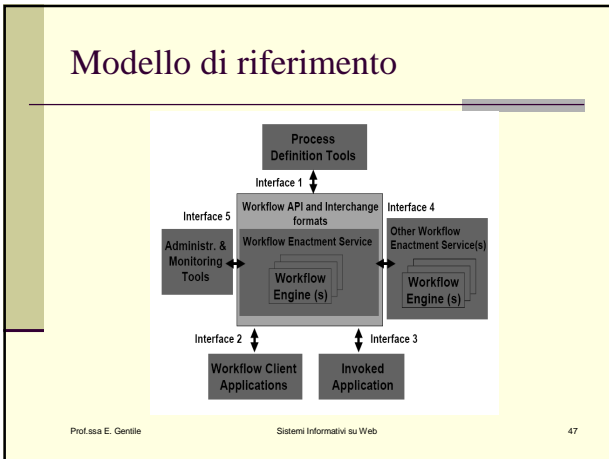 Modello di riferimento
Process
Definition Tools
Interface 1
Workflow API and Interchange
formats
Interface 5
Interface 4
Administr. &
Monitoring
Tools
Workflow Enactment Service
Workflow
Engine (s)
Other Workflow
Enactment Service(s)
Workflow
Engine (s)
Interface 2
Interface 3
Workflow Client
Applications
Invoked
Application
Prof.ssa E. Gentile
Sistemi Informativi su Web
47